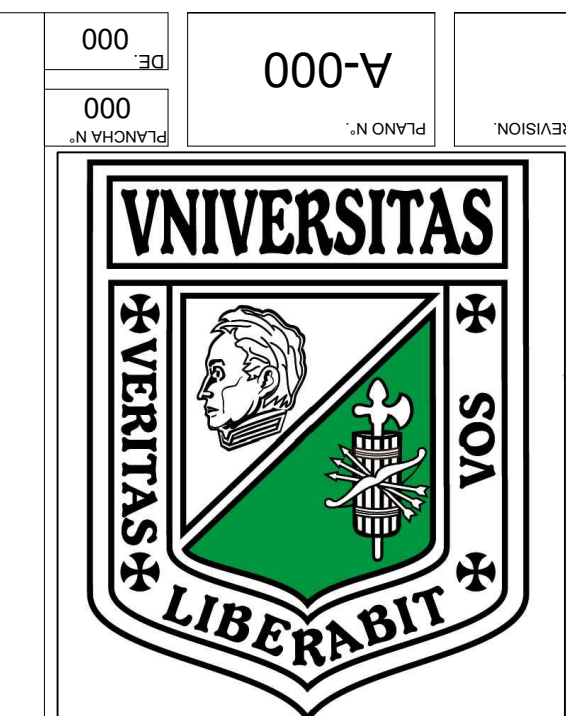 000
DE.
A-000
000
PLANCHA N°
PLANO N°.
REVISION.
VNIVERSITAS
VERITAS
VOS
LIBERABIT